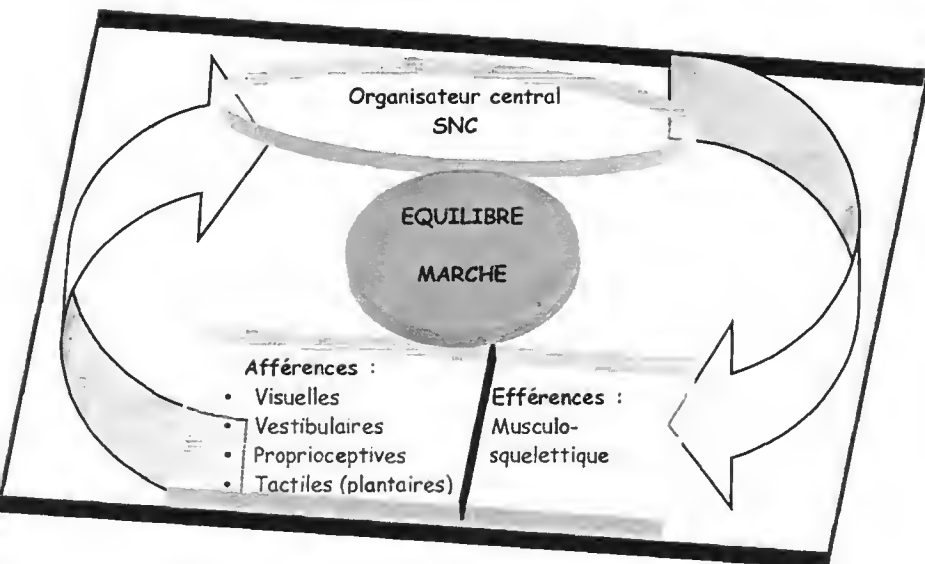 Organisateur central
SNC
EQUILIBRE
MARCHE
Afférences :
• Visuelles
• Vestibulaires
• Proprioceptives
• Tactiles (plantaires)
Efférences :
Musculo-
squelettique